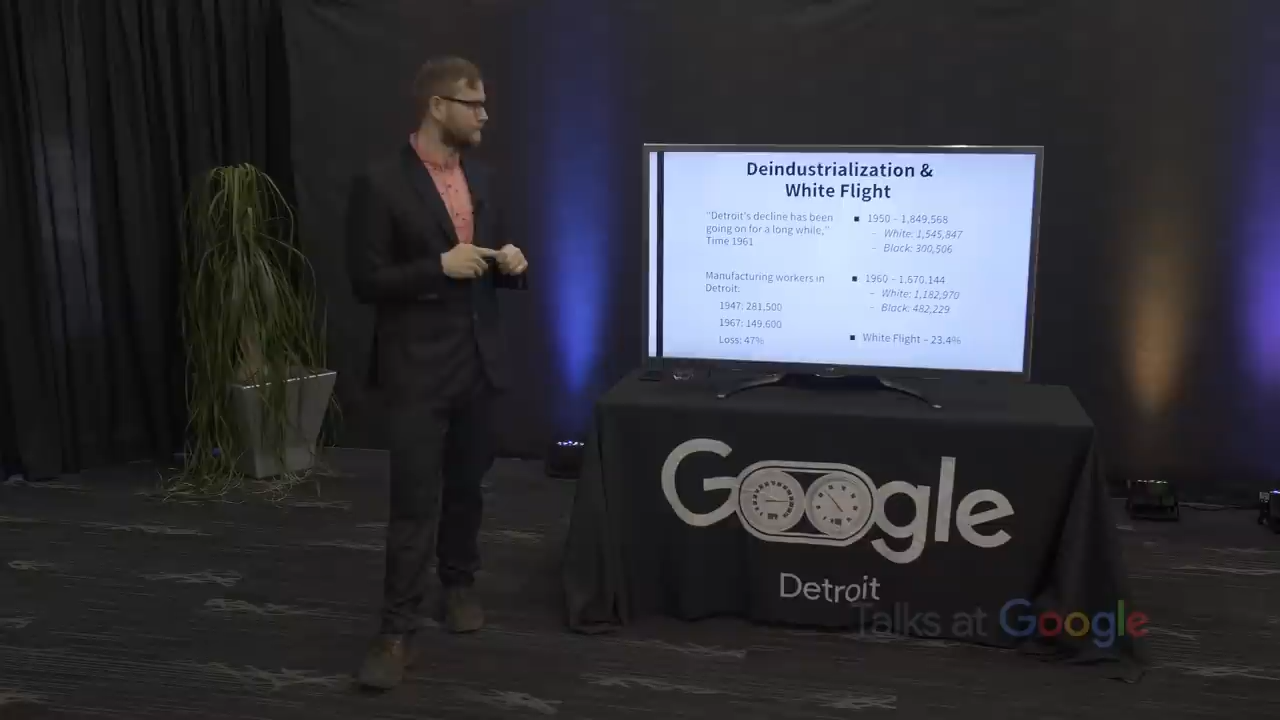 Deindustrialization &
White Flight
"Detroit's decline has been
going on for a long while,"
Time 1961
Manufacturing workers in
Detroit:
1947: 281,500
1967: 149,600
Loss: 47%
1950 – 1,849,568
– White: 1,545,847
– Black: 300,506
1960 – 1,670,144
– White: 1,182,970
– Black: 482,229
White Flight – 23.4%
Google
Detroit
Talks at Google